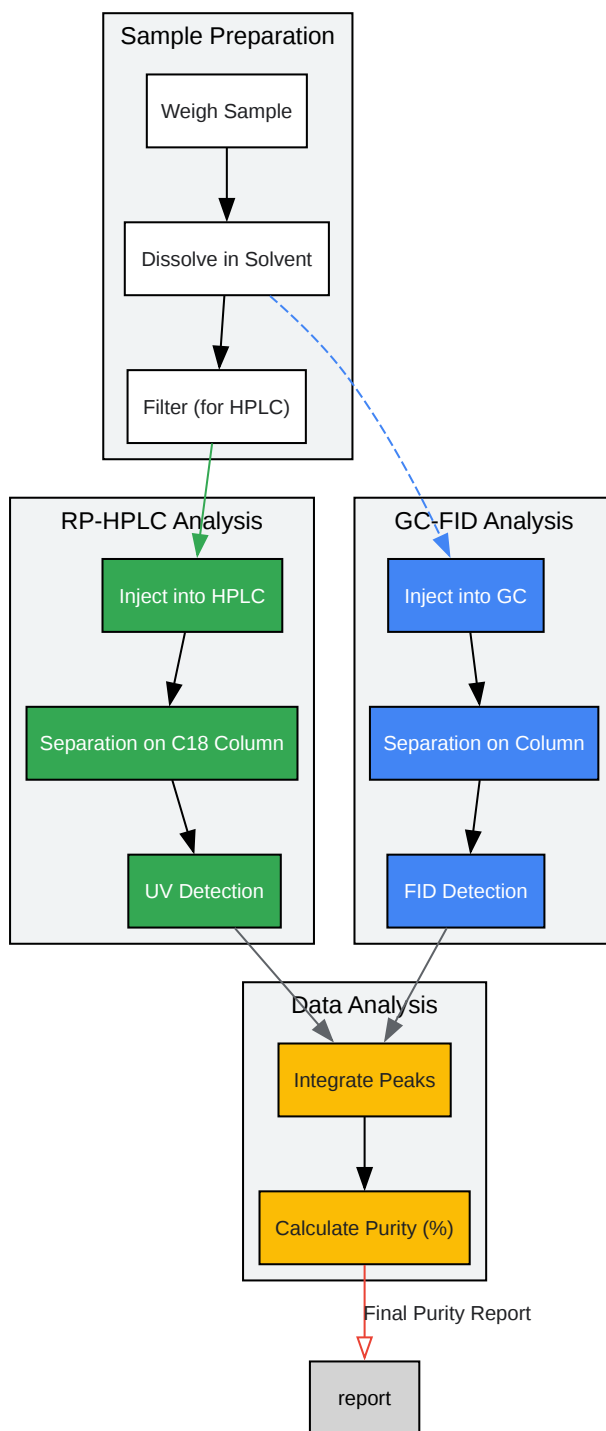 Sample Preparation
Weigh Sample
Dissolve in Solvent
Filter (for HPLC)
RP-HPLC Analysis
Inject into HPLC
Separation on C18 Column
UV Detection
GC-FID Analysis
Inject into GC
Separation on Column
FID Detection
Data Analysis
Integrate Peaks
Calculate Purity (%)
Final Purity Report
report